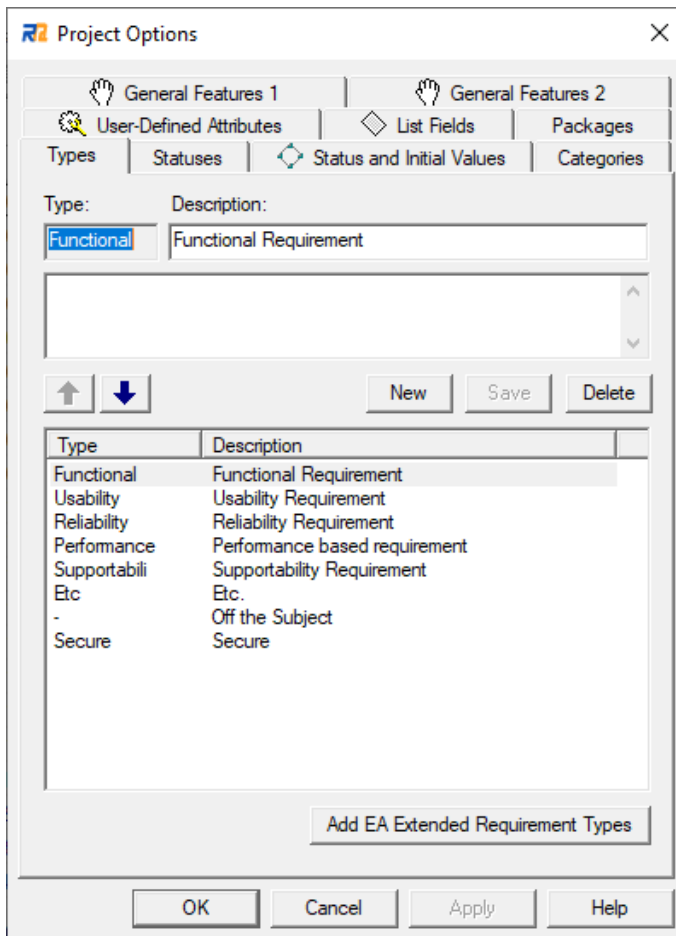 Project Options
General Features 1 General Features 2
User-Defined Attributes List Fields Packages
Types Statuses Status and Initial Values Categories
Type: Description:
Functional Functional Requirement
New Save Delete
Type Description
Functional Functional Requirement
Usability Usability Requirement
Reliability Reliability Requirement
Performance Performance based requirement
Supportabili Supportability Requirement
Etc Etc.
- Off the Subject
Secure Secure
Add EA Extended Requirement Types
OK Cancel Apply Help